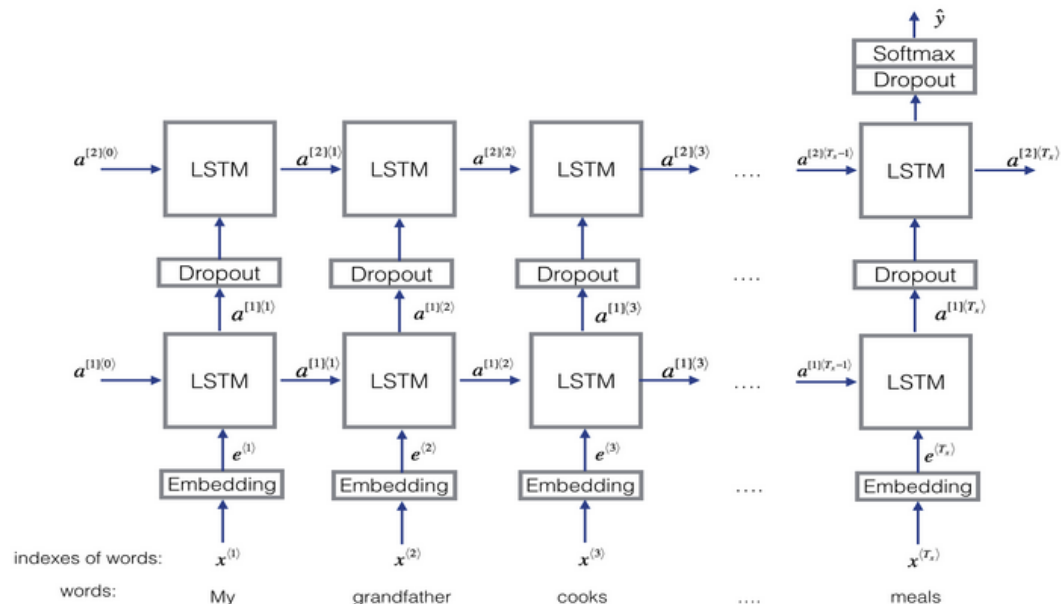 ŷ
Softmax
Dropout
a^[2]⟨0⟩ LSTM a^[2]⟨1⟩ LSTM a^[2]⟨2⟩ LSTM a^[2]⟨3⟩ .... a^[2]⟨Tₓ−1⟩ LSTM a^[2]⟨Tₓ⟩
Dropout Dropout Dropout .... Dropout
a^[1]⟨1⟩ a^[1]⟨2⟩ a^[1]⟨3⟩ a^[1]⟨Tₓ⟩
a^[1]⟨0⟩ LSTM a^[1]⟨1⟩ LSTM a^[1]⟨2⟩ LSTM a^[1]⟨3⟩ .... a^[1]⟨Tₓ−1⟩ LSTM
e^⟨1⟩ e^⟨2⟩ e^⟨3⟩ e^⟨Tₓ⟩
Embedding Embedding Embedding .... Embedding
indexes of words: x^⟨1⟩ x^⟨2⟩ x^⟨3⟩ x^⟨Tₓ⟩
words: My grandfather cooks .... meals